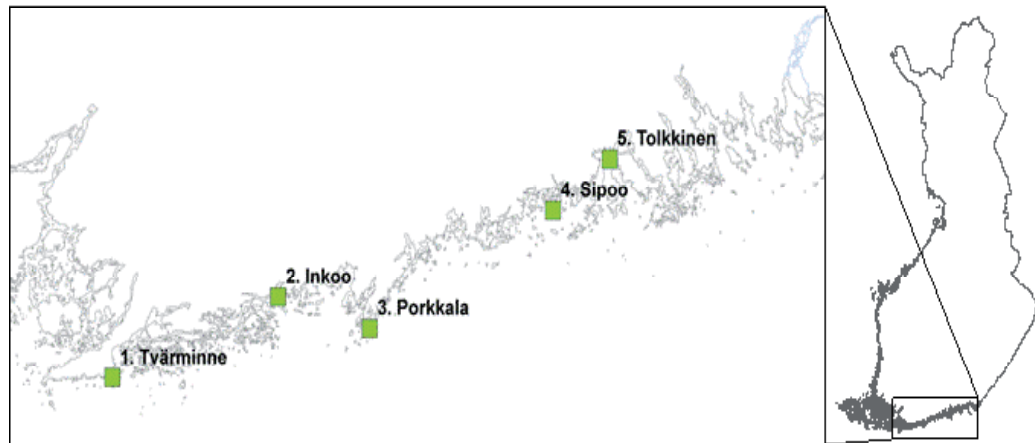 5. Tolkkinen
4. Sipoo
2. Inkoo
3. Porkkala
1. Tvärminne